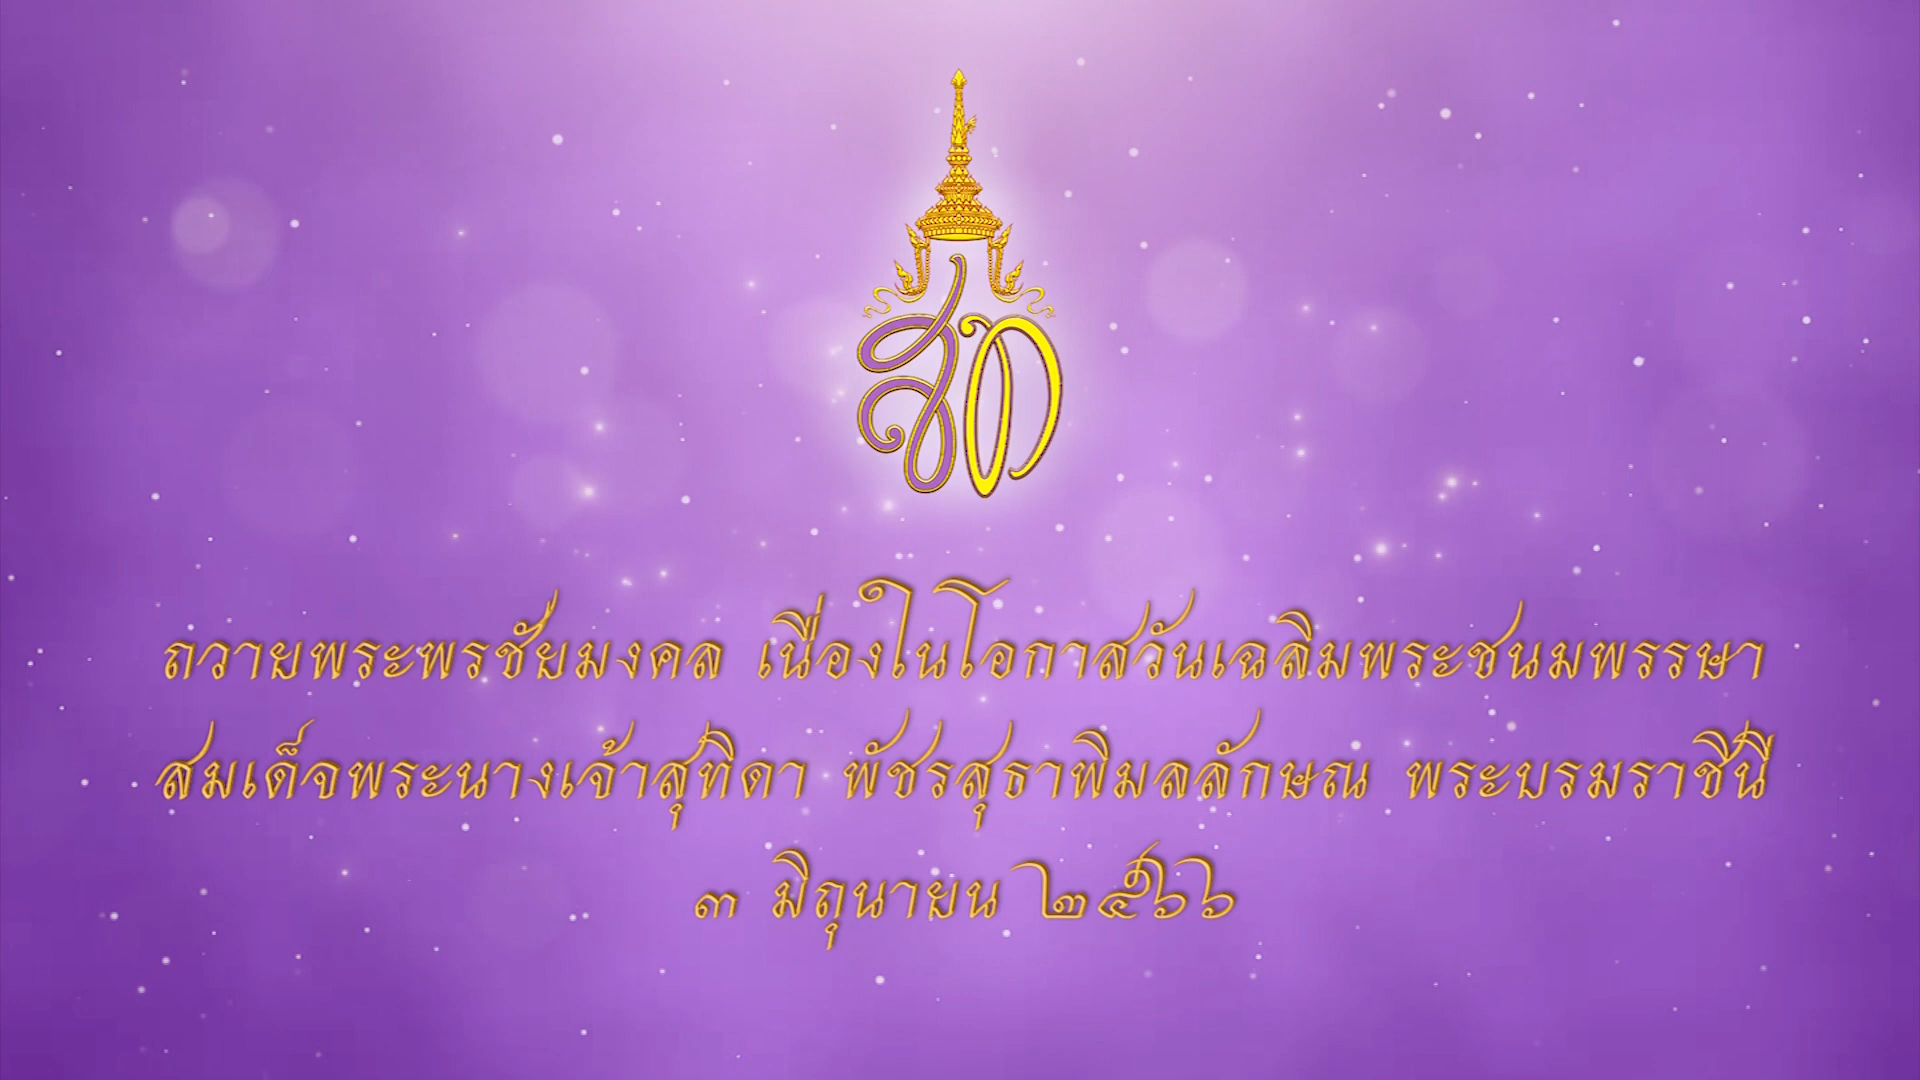 สท
ถวายพระพรชัยมงคล เนื่องในโอกาสวันเฉลิมพระชนมพรรษา
สมเด็จพระนางเจ้าสุทิดา พัชรสุธาพิมลลักษณ พระบรมราชินี
๓ มิถุนายน ๒๕๖๖